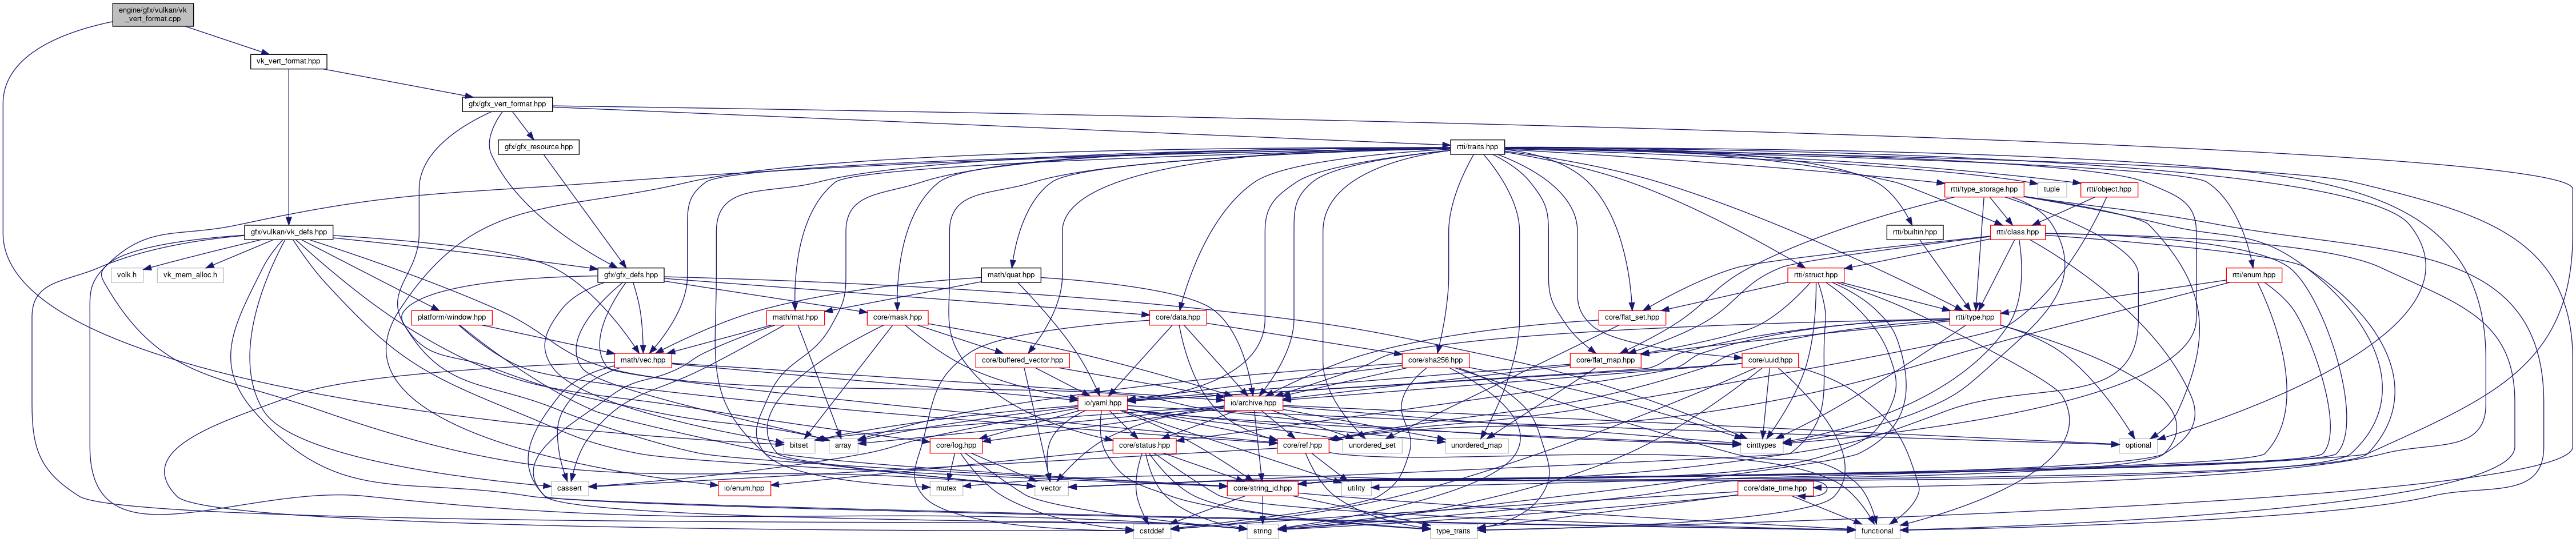 engine/gfx/vulkan/vk
_vert_format.cpp
vk_vert_format.hpp
gfx/gfx_vert_format.hpp
gfx/gfx_resource.hpp
rtti/traits.hpp
rtti/type_storage.hpp
tuple
rtti/object.hpp
gfx/vulkan/vk_defs.hpp
rtti/builtin.hpp
rtti/class.hpp
volk.h
vk_mem_alloc.h
gfx/gfx_defs.hpp
math/quat.hpp
rtti/struct.hpp
rtti/enum.hpp
platform/window.hpp
math/mat.hpp
core/mask.hpp
core/data.hpp
core/flat_set.hpp
rtti/type.hpp
math/vec.hpp
core/buffered_vector.hpp
core/sha256.hpp
core/flat_map.hpp
core/uuid.hpp
io/yaml.hpp
io/archive.hpp
bitset
array
core/log.hpp
core/status.hpp
core/ref.hpp
unordered_set
unordered_map
cinttypes
optional
cassert
io/enum.hpp
mutex
vector
core/string_id.hpp
utility
core/date_time.hpp
cstddef
string
type_traits
functional